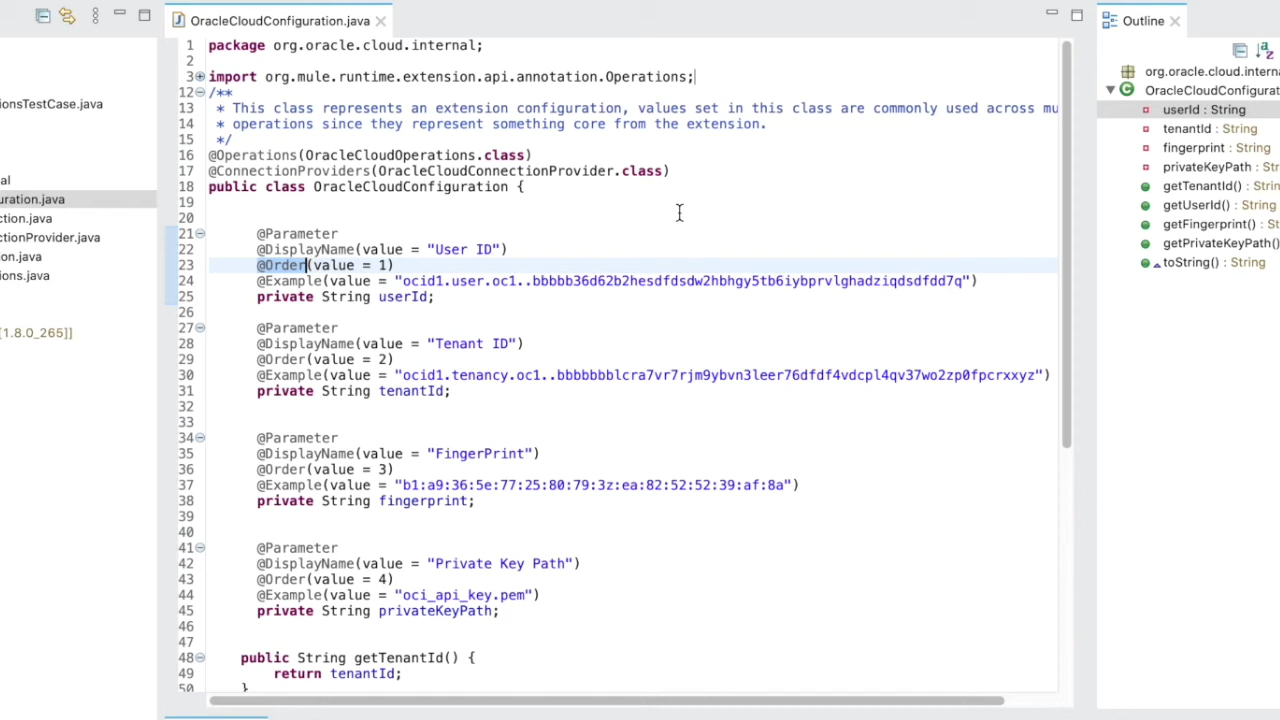 OracleCloudConfiguration.java
Outline
ionsTestCase.java
al
uration.java
ction.java
ctionProvider.java
on.java
ons.java
[1.8.0_265]]
1 package org.oracle.cloud.internal;
2
3 import org.mule.runtime.extension.api.annotation.Operations;
12 /**
13 * This class represents an extension configuration, values set in this class are commonly used across mu
14 * operations since they represent something core from the extension.
15 */
16 @Operations(OracleCloudOperations.class)
17 @ConnectionProviders(OracleCloudConnectionProvider.class)
18 public class OracleCloudConfiguration {
19
20
21 @Parameter
22 @DisplayName(value = "User ID")
23 @Order(value = 1)
24 @Example(value = "ocid1.user.oc1..bbbbb36d62b2hesdfdsdw2hbhgy5tb6iybprvlghadziqdsdfdd7q")
25 private String userId;
26
27 @Parameter
28 @DisplayName(value = "Tenant ID")
29 @Order(value = 2)
30 @Example(value = "ocid1.tenancy.oc1..bbbbbbblcra7vr7rjm9ybvn3leer76dfdf4vdcpl4qv37wo2zp0fpcrxxyz")
31 private String tenantId;
32
33
34 @Parameter
35 @DisplayName(value = "FingerPrint")
36 @Order(value = 3)
37 @Example(value = "b1:a9:36:5e:77:25:80:79:3z:ea:82:52:52:39:af:8a")
38 private String fingerprint;
39
40
41 @Parameter
42 @DisplayName(value = "Private Key Path")
43 @Order(value = 4)
44 @Example(value = "oci_api_key.pem")
45 private String privateKeyPath;
46
47
48 public String getTenantId() {
49 return tenantId;
50 }
org.oracle.cloud.interna
OracleCloudConfigurat
userId : String
tenantId : String
fingerprint : String
privateKeyPath : Str
getTenantId() : Strin
getUserId() : String
getFingerprint() : St
getPrivateKeyPath()
toString() : String